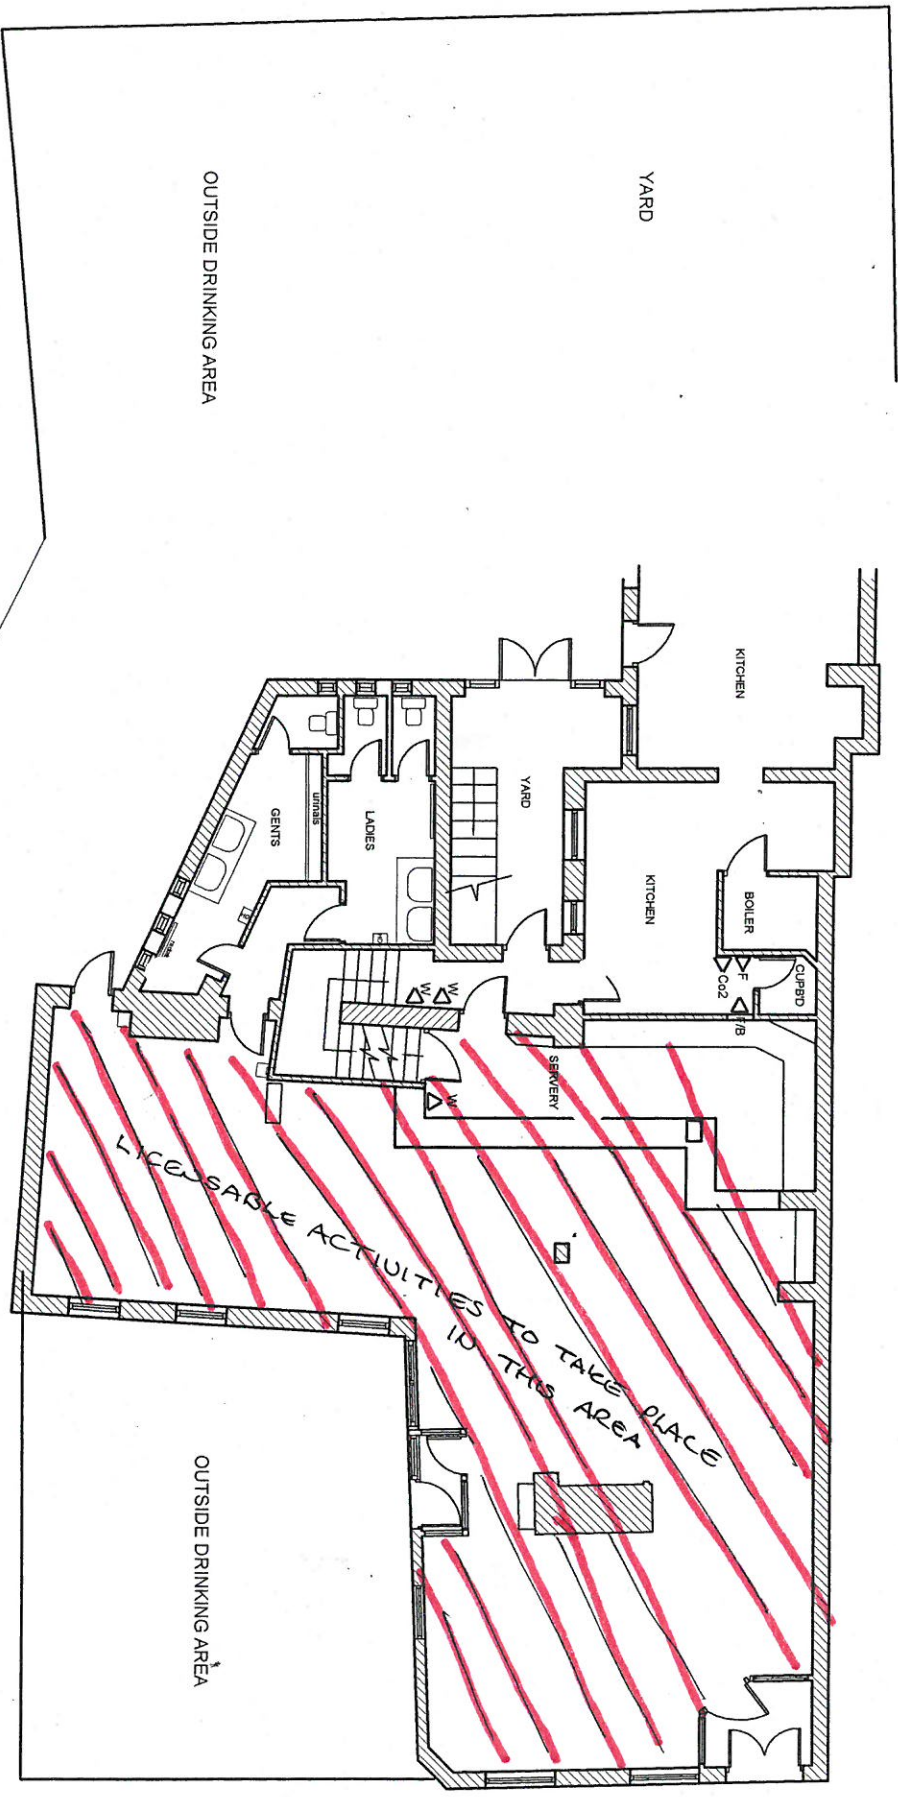 YARD
OUTSIDE DRINKING AREA
KITCHEN
YARD
KITCHEN
BOILER
CUPB'D
F
Co2
F/B
LADIES
urinals
GENTS
W
W
W
SERVERY
LICENSABLE ACTIVITIES TO TAKE PLACE
IN THIS AREA
OUTSIDE DRINKING AREA